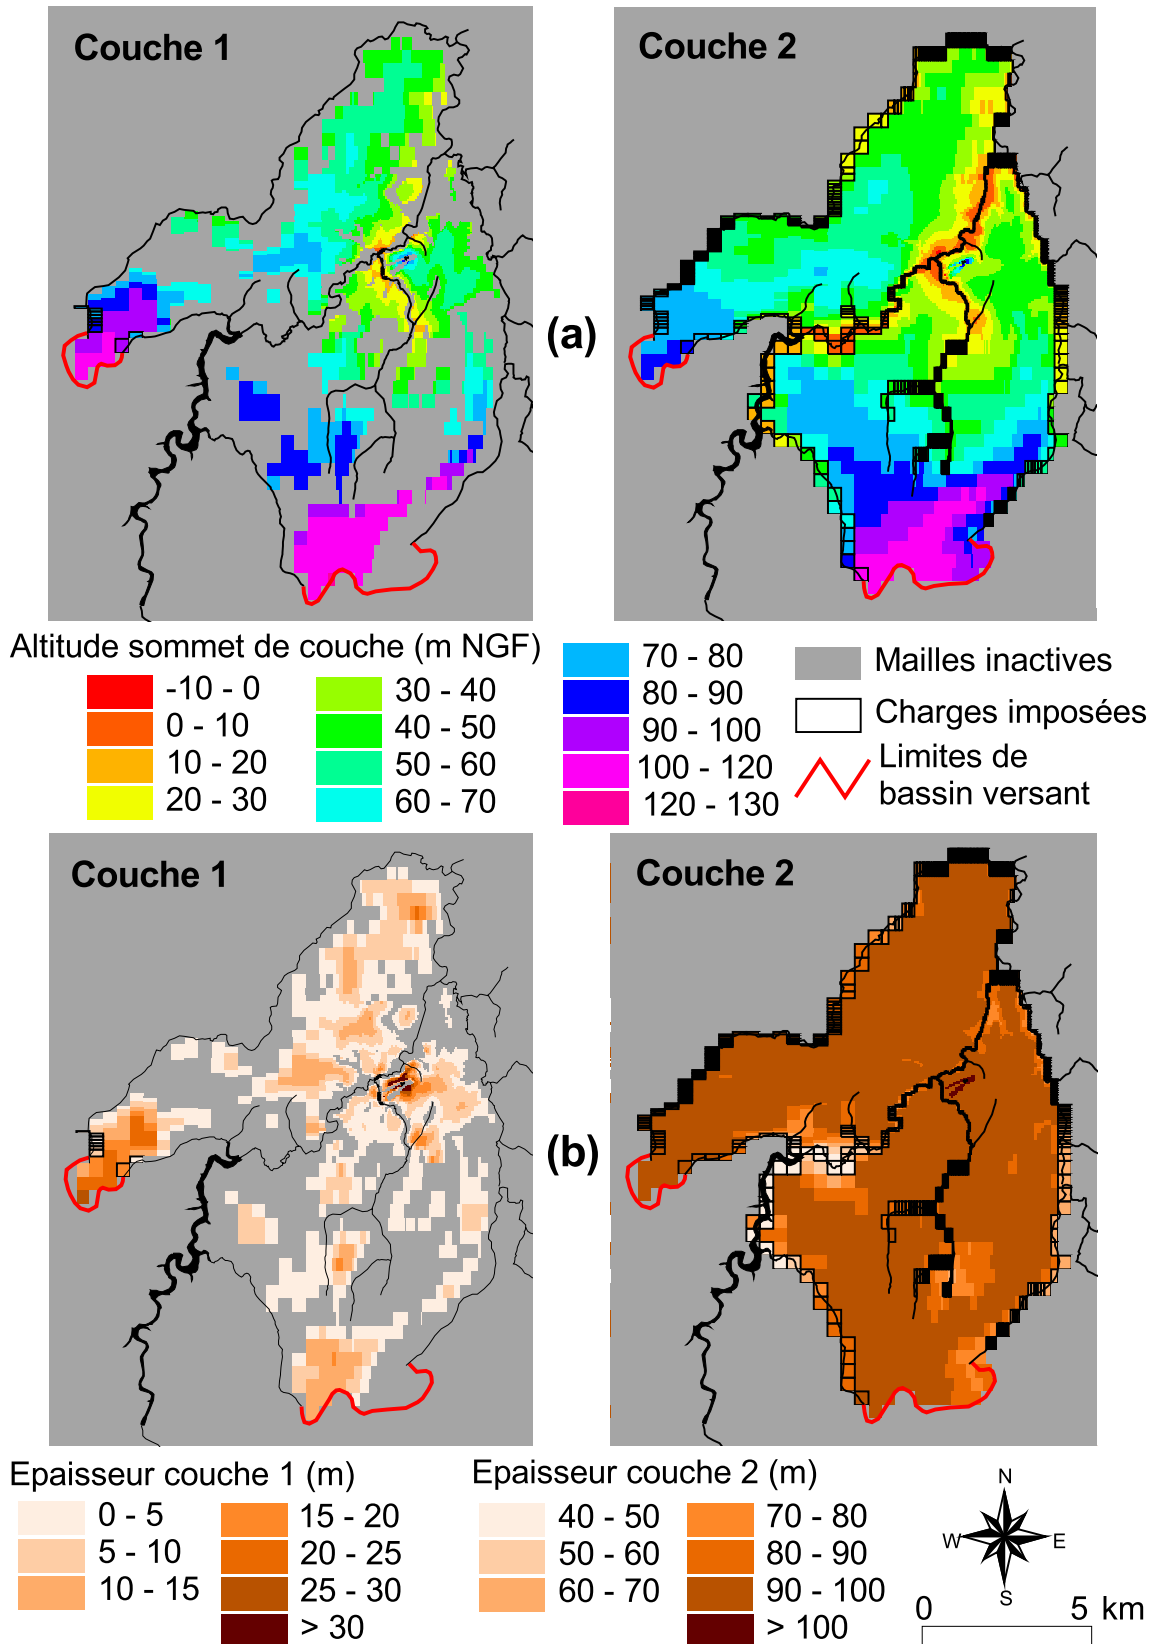 Couche 1
Couche 2
(a)
Altitude sommet de couche (m NGF)
-10 - 0
0 - 10
10 - 20
20 - 30
30 - 40
40 - 50
50 - 60
60 - 70
70 - 80
80 - 90
90 - 100
100 - 120
120 - 130
Mailles inactives
Charges imposées
Limites de
bassin versant
Couche 1
Couche 2
(b)
Epaisseur couche 1 (m)
0 - 5
5 - 10
10 - 15
15 - 20
20 - 25
25 - 30
> 30
Epaisseur couche 2 (m)
40 - 50
50 - 60
60 - 70
70 - 80
80 - 90
90 - 100
> 100
N
W
E
S
0 5 km